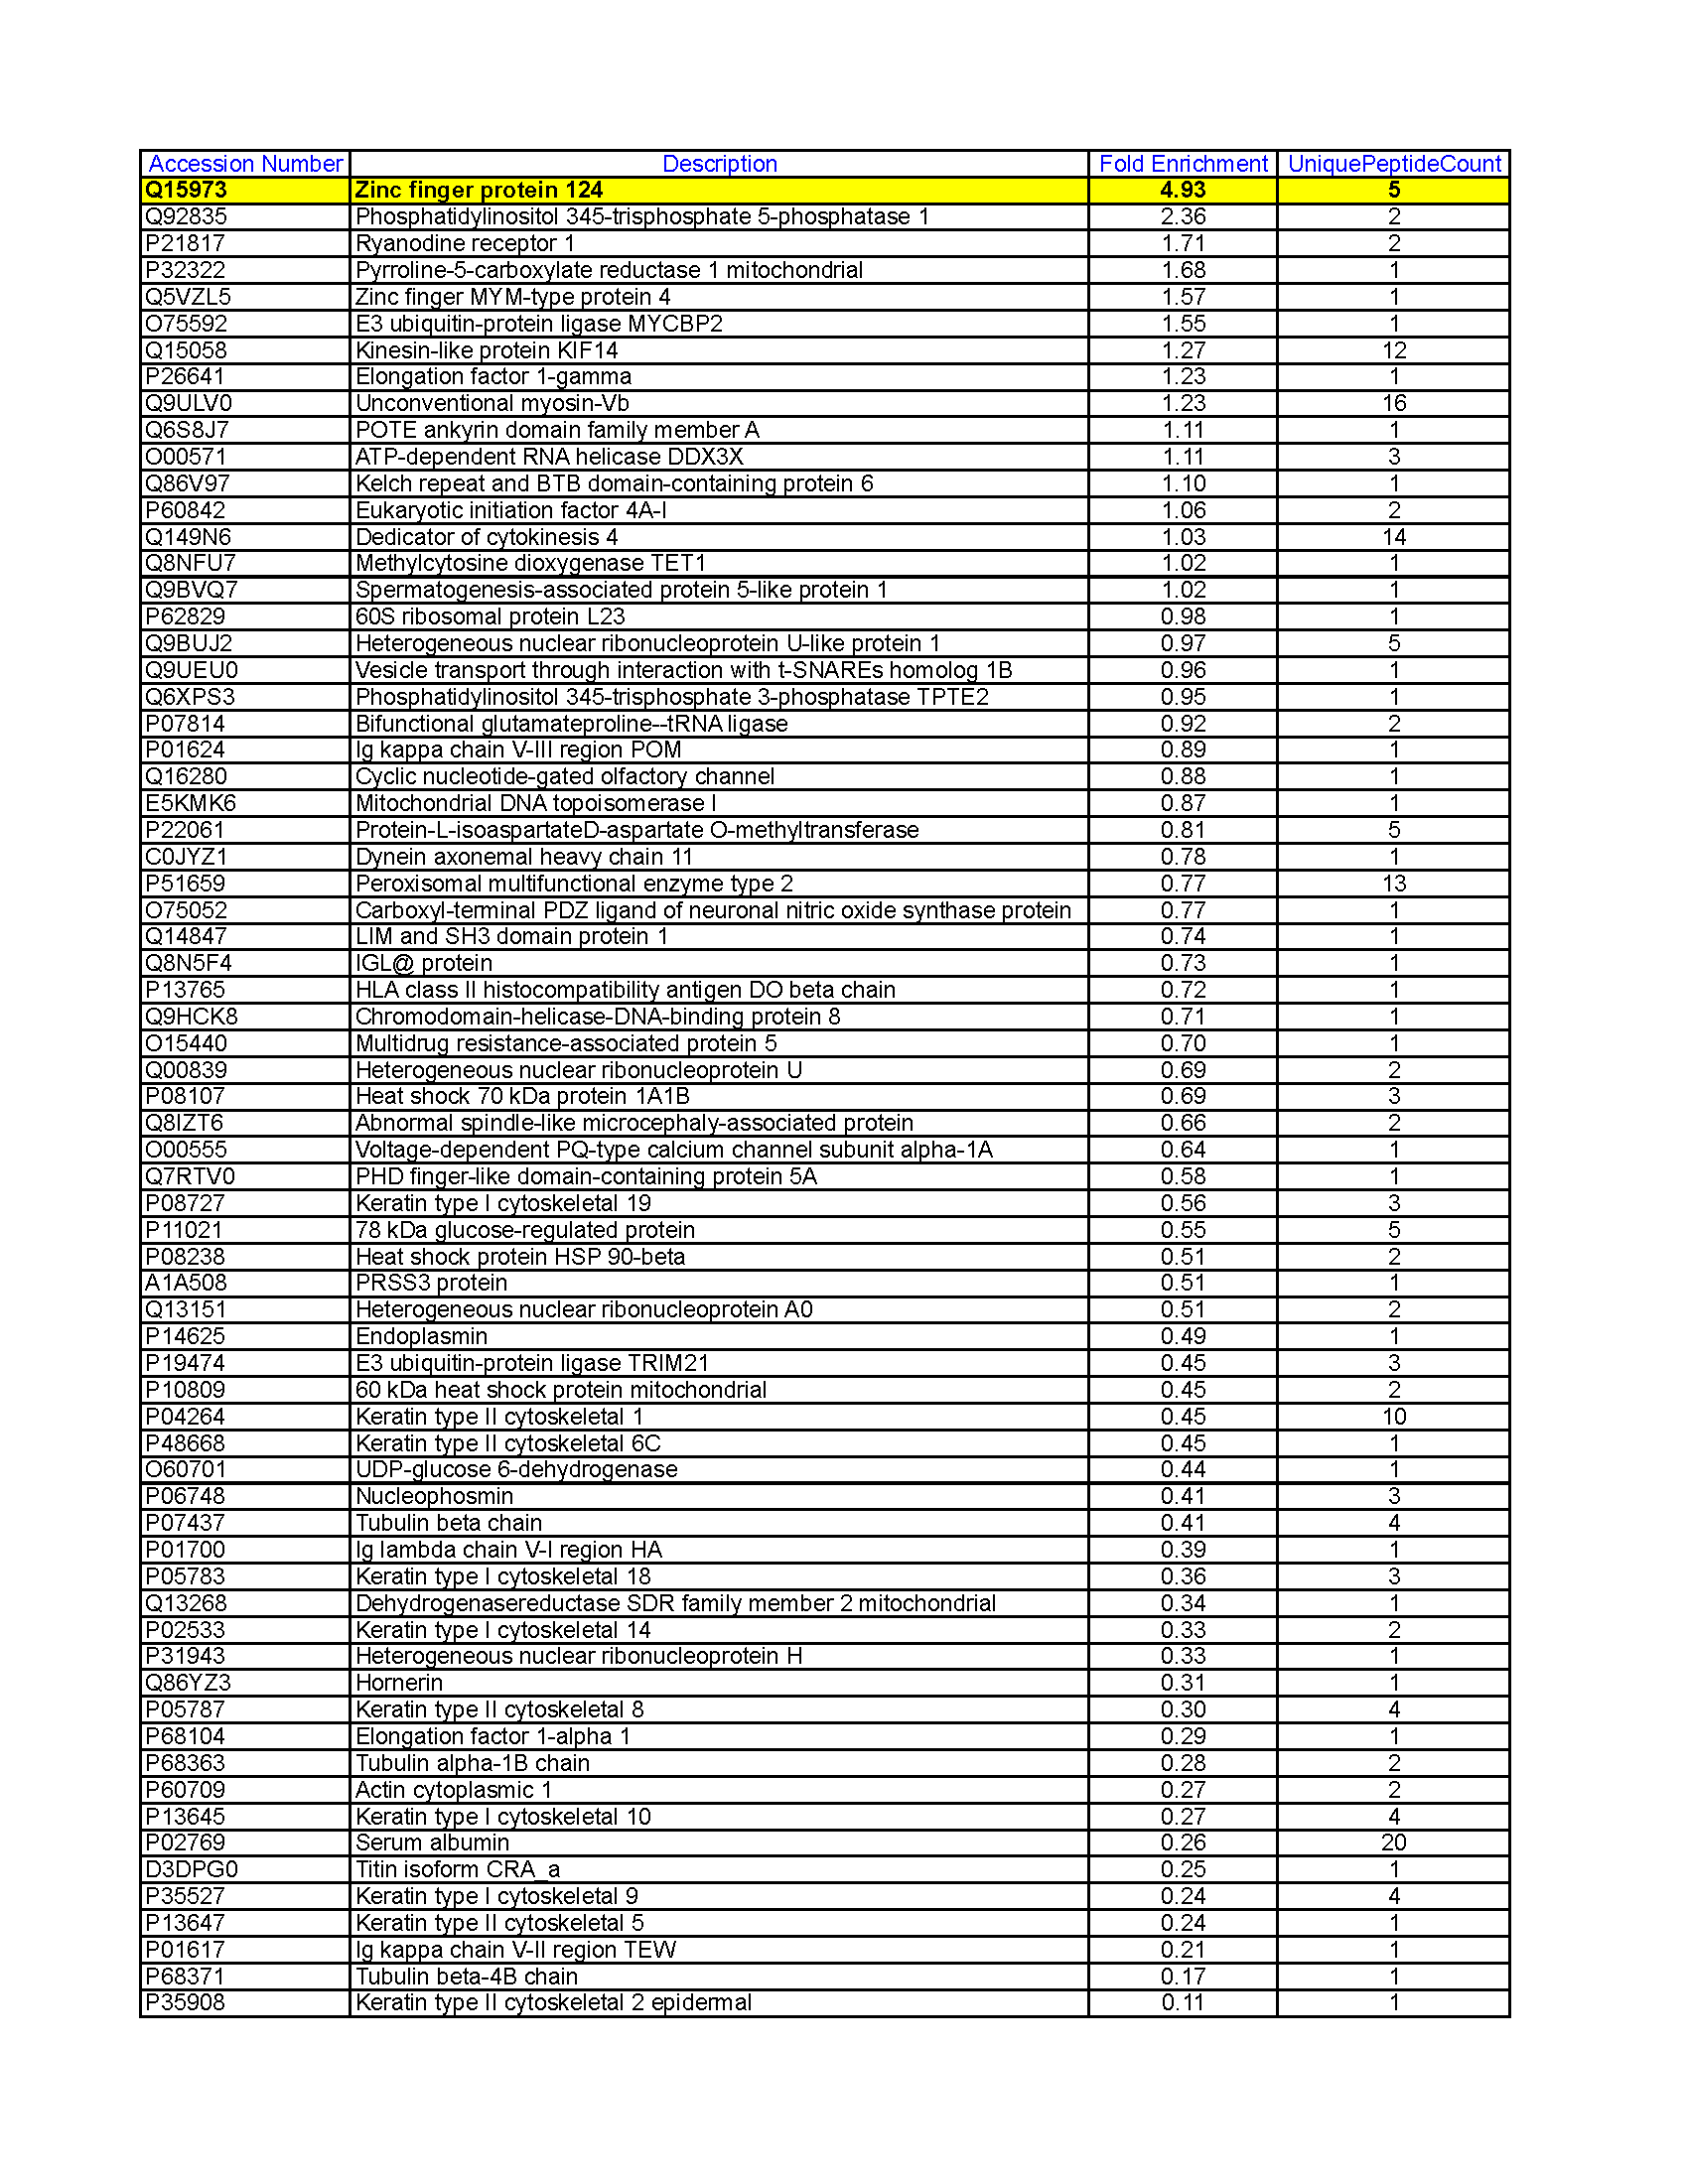 Accession Number Description Fold Enrichment UniquePeptideCount
Q15973 Zinc finger protein 124 4.93 5
Q92835 Phosphatidylinositol 345-trisphosphate 5-phosphatase 1 2.36 2
P21817 Ryanodine receptor 1 1.71 2
P32322 Pyrroline-5-carboxylate reductase 1 mitochondrial 1.68 1
Q5VZL5 Zinc finger MYM-type protein 4 1.57 1
O75592 E3 ubiquitin-protein ligase MYCBP2 1.55 1
Q15058 Kinesin-like protein KIF14 1.27 12
P26641 Elongation factor 1-gamma 1.23 1
Q9ULV0 Unconventional myosin-Vb 1.23 16
Q6S8J7 POTE ankyrin domain family member A 1.11 1
O00571 ATP-dependent RNA helicase DDX3X 1.11 3
Q86V97 Kelch repeat and BTB domain-containing protein 6 1.10 1
P60842 Eukaryotic initiation factor 4A-I 1.06 2
Q149N6 Dedicator of cytokinesis 4 1.03 14
Q8NFU7 Methylcytosine dioxygenase TET1 1.02 1
Q9BVQ7 Spermatogenesis-associated protein 5-like protein 1 1.02 1
P62829 60S ribosomal protein L23 0.98 1
Q9BUJ2 Heterogeneous nuclear ribonucleoprotein U-like protein 1 0.97 5
Q9UEU0 Vesicle transport through interaction with t-SNAREs homolog 1B 0.96 1
Q6XPS3 Phosphatidylinositol 345-trisphosphate 3-phosphatase TPTE2 0.95 1
P07814 Bifunctional glutamateproline--tRNA ligase 0.92 2
P01624 Ig kappa chain V-III region POM 0.89 1
Q16280 Cyclic nucleotide-gated olfactory channel 0.88 1
E5KMK6 Mitochondrial DNA topoisomerase I 0.87 1
P22061 Protein-L-isoaspartateD-aspartate O-methyltransferase 0.81 5
C0JYZ1 Dynein axonemal heavy chain 11 0.78 1
P51659 Peroxisomal multifunctional enzyme type 2 0.77 13
O75052 Carboxyl-terminal PDZ ligand of neuronal nitric oxide synthase protein 0.77 1
Q14847 LIM and SH3 domain protein 1 0.74 1
Q8N5F4 IGL@ protein 0.73 1
P13765 HLA class II histocompatibility antigen DO beta chain 0.72 1
Q9HCK8 Chromodomain-helicase-DNA-binding protein 8 0.71 1
O15440 Multidrug resistance-associated protein 5 0.70 1
Q00839 Heterogeneous nuclear ribonucleoprotein U 0.69 2
P08107 Heat shock 70 kDa protein 1A1B 0.69 3
Q8IZT6 Abnormal spindle-like microcephaly-associated protein 0.66 2
O00555 Voltage-dependent PQ-type calcium channel subunit alpha-1A 0.64 1
Q7RTV0 PHD finger-like domain-containing protein 5A 0.58 1
P08727 Keratin type I cytoskeletal 19 0.56 3
P11021 78 kDa glucose-regulated protein 0.55 5
P08238 Heat shock protein HSP 90-beta 0.51 2
A1A508 PRSS3 protein 0.51 1
Q13151 Heterogeneous nuclear ribonucleoprotein A0 0.51 2
P14625 Endoplasmin 0.49 1
P19474 E3 ubiquitin-protein ligase TRIM21 0.45 3
P10809 60 kDa heat shock protein mitochondrial 0.45 2
P04264 Keratin type II cytoskeletal 1 0.45 10
P48668 Keratin type II cytoskeletal 6C 0.45 1
O60701 UDP-glucose 6-dehydrogenase 0.44 1
P06748 Nucleophosmin 0.41 3
P07437 Tubulin beta chain 0.41 4
P01700 Ig lambda chain V-I region HA 0.39 1
P05783 Keratin type I cytoskeletal 18 0.36 3
Q13268 Dehydrogenasereductase SDR family member 2 mitochondrial 0.34 1
P02533 Keratin type I cytoskeletal 14 0.33 2
P31943 Heterogeneous nuclear ribonucleoprotein H 0.33 1
Q86YZ3 Hornerin 0.31 1
P05787 Keratin type II cytoskeletal 8 0.30 4
P68104 Elongation factor 1-alpha 1 0.29 1
P68363 Tubulin alpha-1B chain 0.28 2
P60709 Actin cytoplasmic 1 0.27 2
P13645 Keratin type I cytoskeletal 10 0.27 4
P02769 Serum albumin 0.26 20
D3DPG0 Titin isoform CRA_a 0.25 1
P35527 Keratin type I cytoskeletal 9 0.24 4
P13647 Keratin type II cytoskeletal 5 0.24 1
P01617 Ig kappa chain V-II region TEW 0.21 1
P68371 Tubulin beta-4B chain 0.17 1
P35908 Keratin type II cytoskeletal 2 epidermal 0.11 1